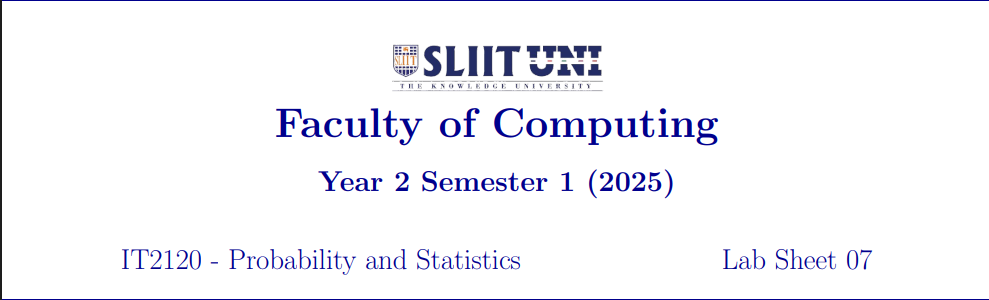 SLIIT UNI
THE KNOWLEDGE UNIVERSITY
Faculty of Computing
Year 2 Semester 1 (2025)
IT2120 - Probability and Statistics Lab Sheet 07